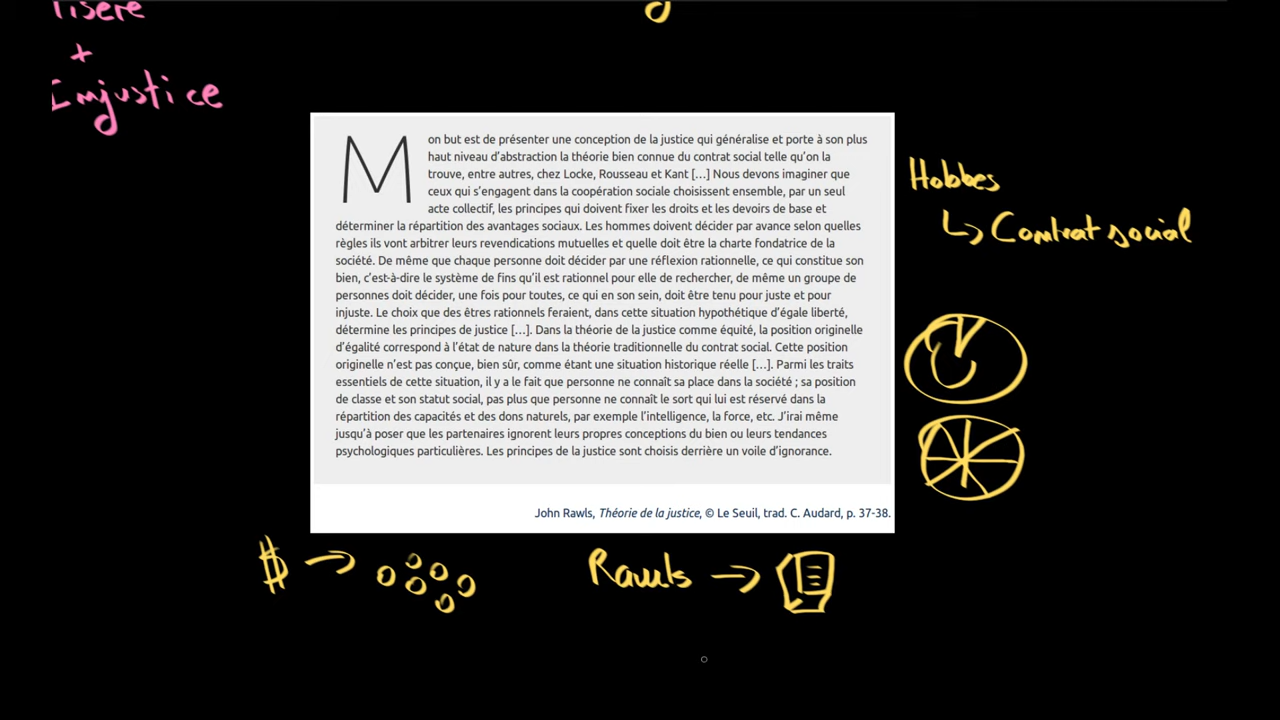 +
Injustice
Mon but est de présenter une conception de la justice qui généralise et porte à son plus
haut niveau d'abstraction la théorie bien connue du contrat social telle qu'on la
trouve, entre autres, chez Locke, Rousseau et Kant [...] Nous devons imaginer que
ceux qui s'engagent dans la coopération sociale choisissent ensemble, par un seul
acte collectif, les principes qui doivent fixer les droits et les devoirs de base et
déterminer la répartition des avantages sociaux. Les hommes doivent décider par avance selon quelles
règles ils vont arbitrer leurs revendications mutuelles et quelle doit être la charte fondatrice de la
société. De même que chaque personne doit décider par une réflexion rationnelle, ce qui constitue son
bien, c'est-à-dire le système de fins qu'il est rationnel pour elle de rechercher, de même un groupe de
personnes doit décider, une fois pour toutes, ce qui en son sein, doit être tenu pour juste et pour
injuste. Le choix que des êtres rationnels feraient, dans cette situation hypothétique d'égale liberté,
détermine les principes de justice [...]. Dans la théorie de la justice comme équité, la position originelle
d'égalité correspond à l'état de nature dans la théorie traditionnelle du contrat social. Cette position
originelle n'est pas conçue, bien sûr, comme étant une situation historique réelle [...]. Parmi les traits
essentiels de cette situation, il y a le fait que personne ne connaît sa place dans la société ; sa position
de classe et son statut social, pas plus que personne ne connaît le sort qui lui est réservé dans la
répartition des capacités et des dons naturels, par exemple l'intelligence, la force, etc. J'irai même
jusqu'à poser que les partenaires ignorent leurs propres conceptions du bien ou leurs tendances
psychologiques particulières. Les principes de la justice sont choisis derrière un voile d'ignorance.
John Rawls, Théorie de la justice, © Le Seuil, trad. C. Audard, p. 37-38.
Hobbes
↳ Contrat social
$ →
Rawls →